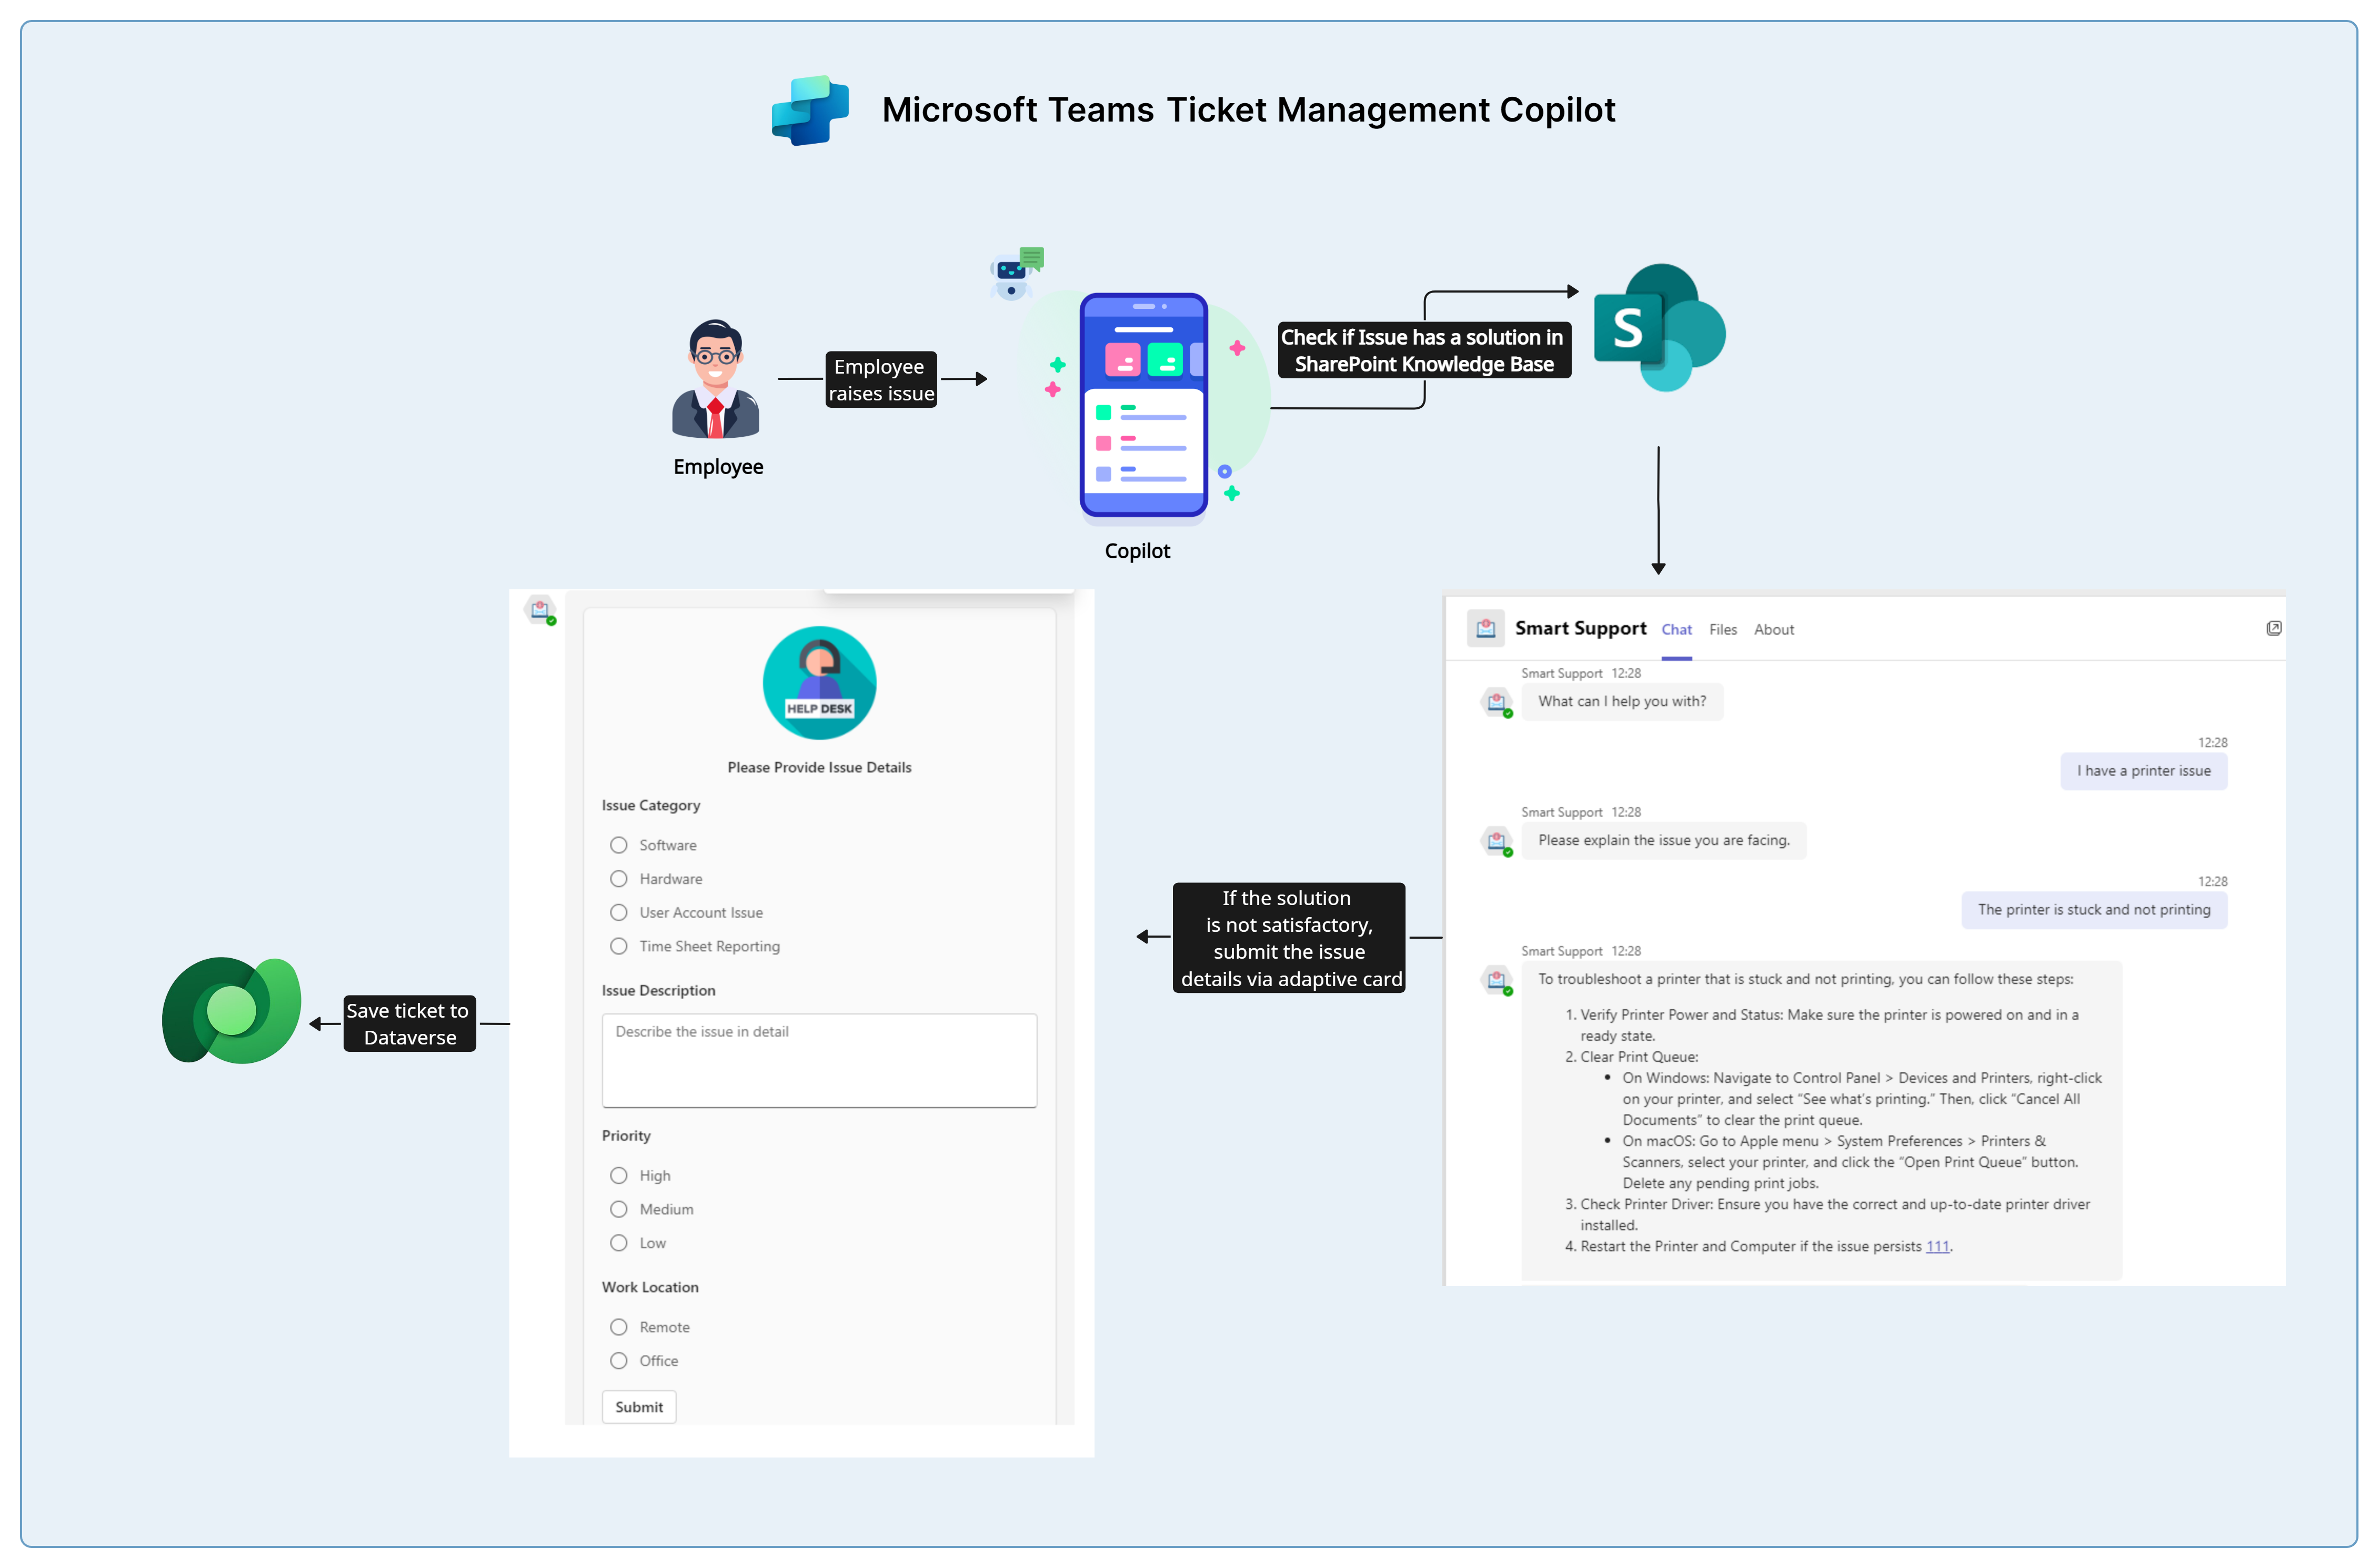 Microsoft Teams Ticket Management Copilot
Employee
raises issue
Check if Issue has a solution in
SharePoint Knowledge Base
S
Employee
Copilot
Smart Support Chat Files About
Smart Support 12:28
What can I help you with?
12:28
I have a printer issue
Smart Support 12:28
Please explain the issue you are facing.
12:28
The printer is stuck and not printing
Smart Support 12:28
To troubleshoot a printer that is stuck and not printing, you can follow these steps:
1. Verify Printer Power and Status: Make sure the printer is powered on and in a
ready state.
2. Clear Print Queue:
• On Windows: Navigate to Control Panel > Devices and Printers, right-click
on your printer, and select “See what's printing.” Then, click “Cancel All
Documents” to clear the print queue.
• On macOS: Go to Apple menu > System Preferences > Printers &
Scanners, select your printer, and click the “Open Print Queue” button.
Delete any pending print jobs.
3. Check Printer Driver: Ensure you have the correct and up-to-date printer driver
installed.
4. Restart the Printer and Computer if the issue persists 111.
If the solution
is not satisfactory,
submit the issue
details via adaptive card
HELP DESK
Please Provide Issue Details
Issue Category
Software
Hardware
User Account Issue
Time Sheet Reporting
Issue Description
Describe the issue in detail
Priority
High
Medium
Low
Work Location
Remote
Office
Submit
Save ticket to
Dataverse